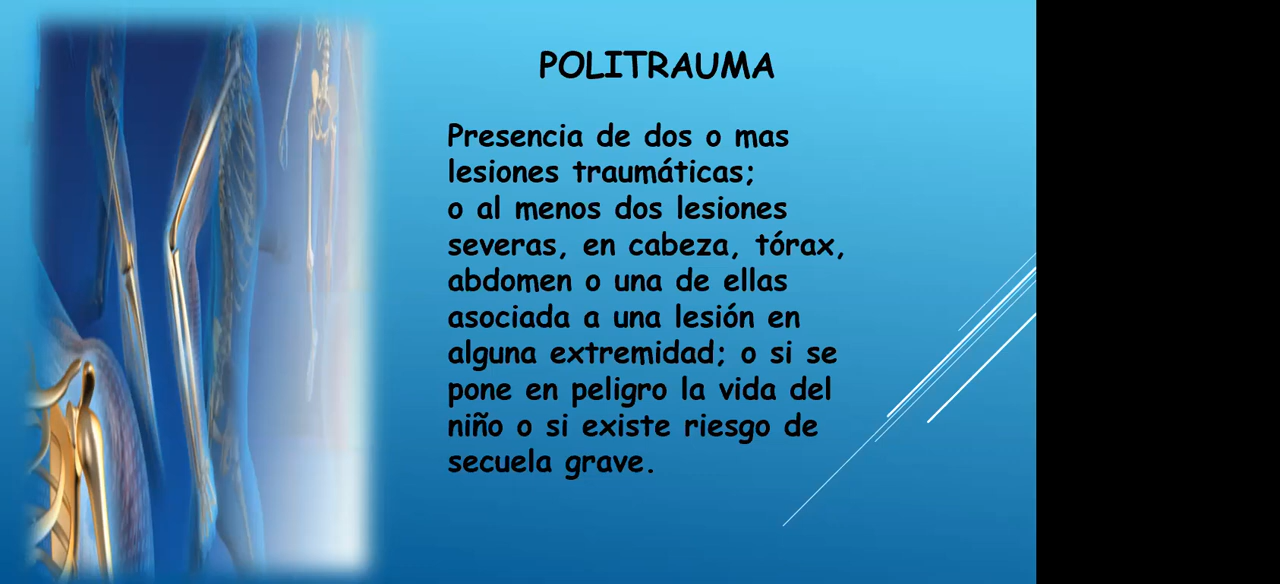 POLITRAUMA
Presencia de dos o mas
lesiones traumáticas;
o al menos dos lesiones
severas, en cabeza, tórax,
abdomen o una de ellas
asociada a una lesión en
alguna extremidad; o si se
pone en peligro la vida del
niño o si existe riesgo de
secuela grave.